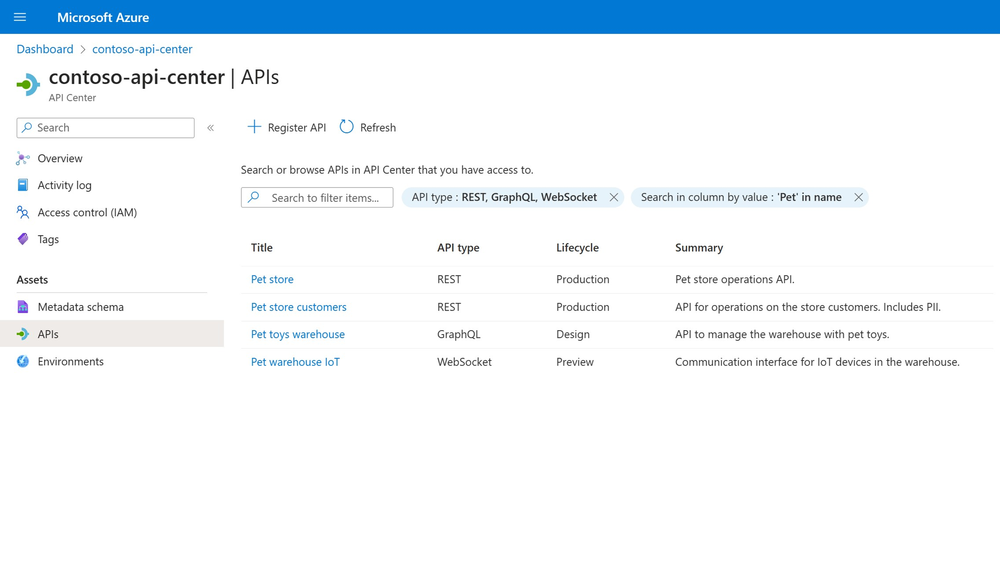 Microsoft Azure
Dashboard > contoso-api-center
contoso-api-center | APIs
API Center
Search «
Register API Refresh
Overview
Activity log
Access control (IAM)
Tags
Assets
Metadata schema
APIs
Environments
Search or browse APIs in API Center that you have access to.
Search to filter items... API type : REST, GraphQL, WebSocket Search in column by value : 'Pet' in name
Title API type Lifecycle Summary
Pet store REST Production Pet store operations API.
Pet store customers REST Production API for operations on the store customers. Includes PII.
Pet toys warehouse GraphQL Design API to manage the warehouse with pet toys.
Pet warehouse IoT WebSocket Preview Communication interface for IoT devices in the warehouse.